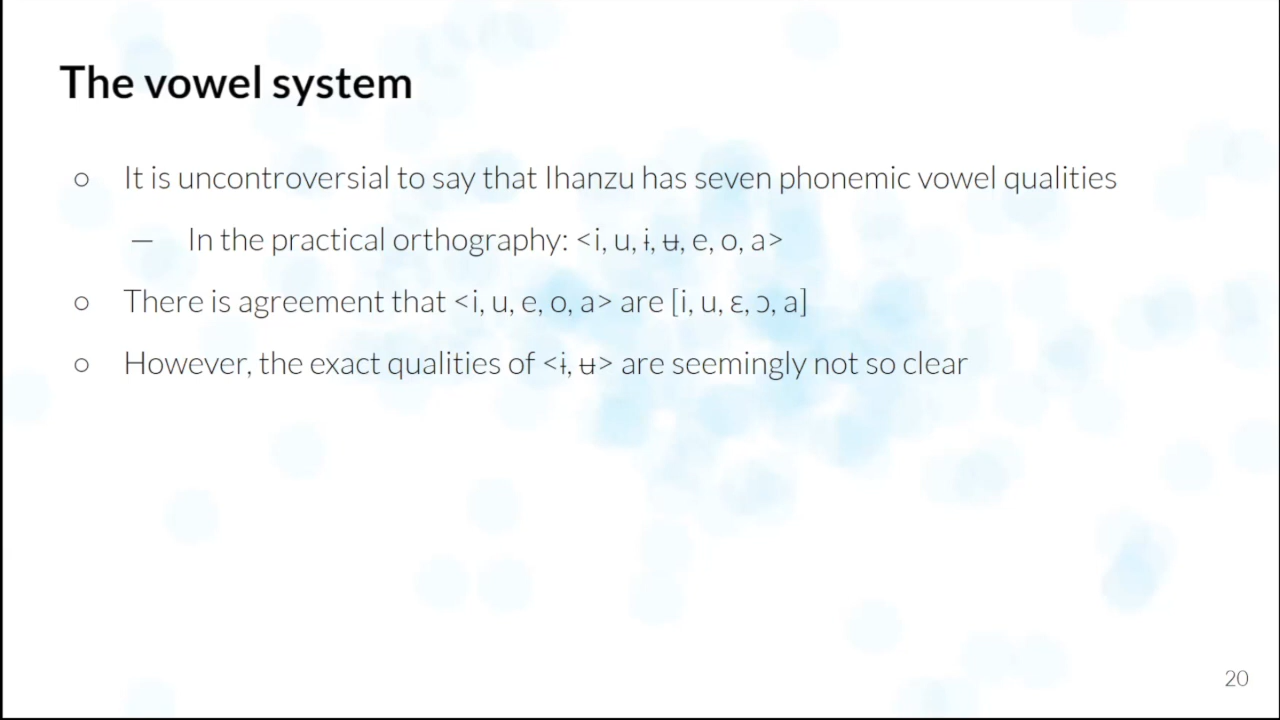 The vowel system
○ It is uncontroversial to say that Ihanzu has seven phonemic vowel qualities
— In the practical orthography: <i, u, ɨ, ʉ, e, o, a>
○ There is agreement that <i, u, e, o, a> are [i, u, ɛ, ɔ, a]
○ However, the exact qualities of <ɨ, ʉ> are seemingly not so clear
20